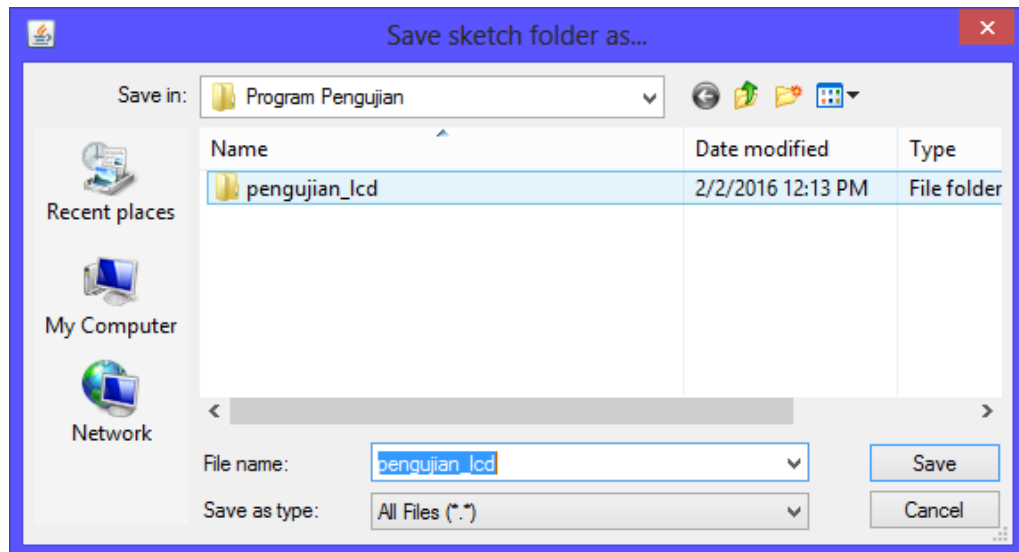 Save sketch folder as...
Save in: Program Pengujian
Name Date modified Type
pengujian_lcd 2/2/2016 12:13 PM File folder
Recent places
My Computer
Network
File name: pengujian_lcd Save
Save as type: All Files (*.*) Cancel